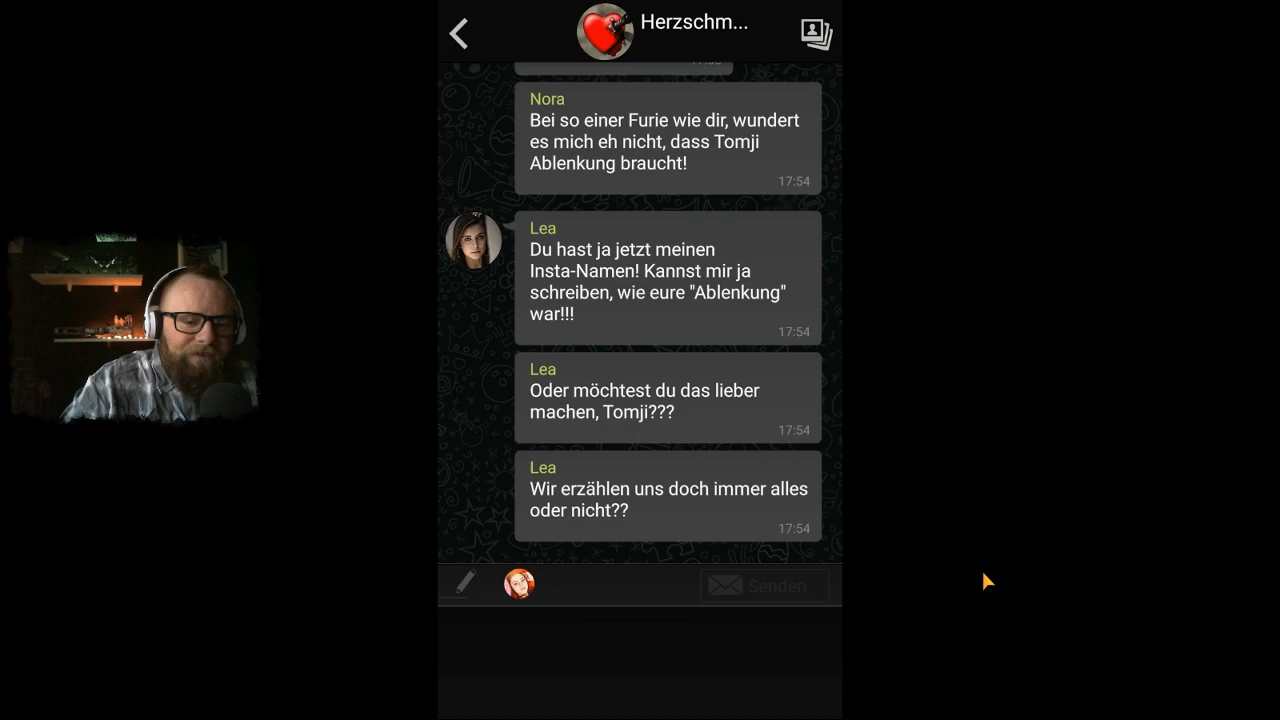 Herzschm...
Nora
Bei so einer Furie wie dir, wundert
es mich eh nicht, dass Tomji
Ablenkung braucht!
17:54
Lea
Du hast ja jetzt meinen
Insta-Namen! Kannst mir ja
schreiben, wie eure "Ablenkung"
war!!!
17:54
Lea
Oder möchtest du das lieber
machen, Tomji???
17:54
Lea
Wir erzählen uns doch immer alles
oder nicht??
17:54
Senden